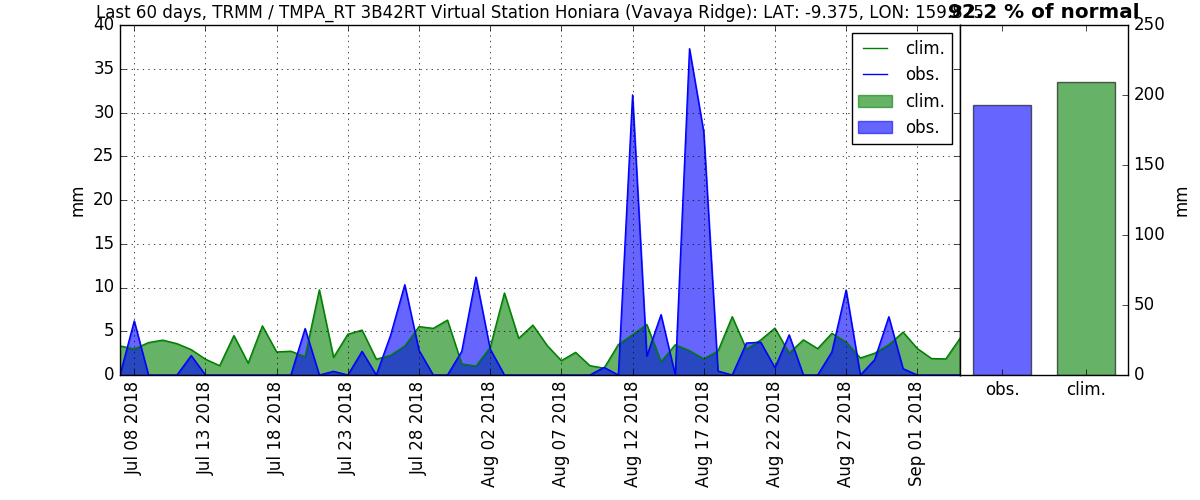 Last 60 days, TRMM / TMPA_RT 3B42RT Virtual Station Honiara (Vavaya Ridge): LAT: -9.375, LON:
92.2 % of normal
40
35
30
25
20
15
10
5
0
mm
clim.
obs.
clim.
obs.
250
200
150
100
50
0
mm
Jul 08 2018
Jul 13 2018
Jul 18 2018
Jul 23 2018
Jul 28 2018
Aug 02 2018
Aug 07 2018
Aug 12 2018
Aug 17 2018
Aug 22 2018
Aug 27 2018
Sep 01 2018
obs.
clim.